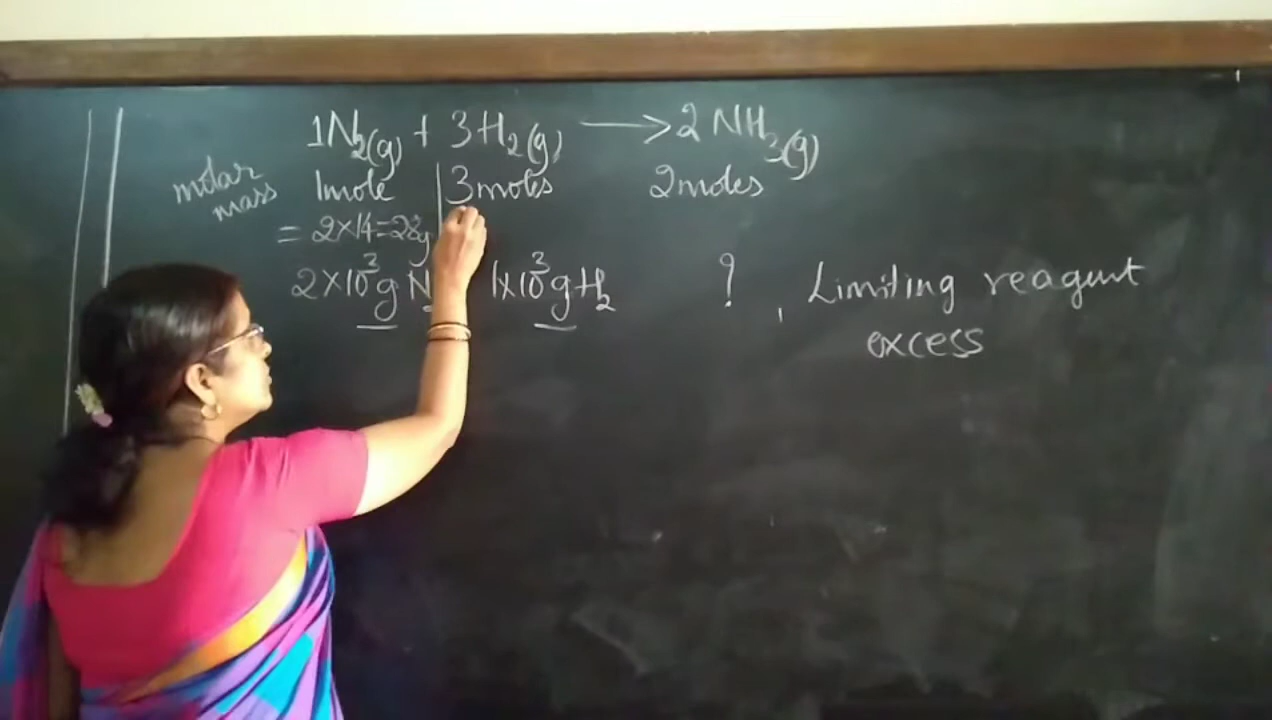 1N₂(g) + 3H₂(g) ⟶ 2NH₃(g)
molar mass 1mole 3moles 2moles
= 2×14=28g
2×10³g N₂ 1×10³g H₂ ? , Limiting reagent
excess